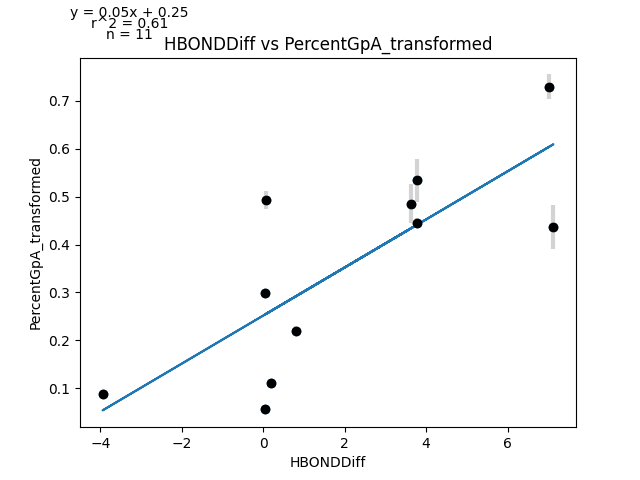 y = 0.05x + 0.25
r^2 = 0.61
n = 11
HBONDDiff vs PercentGpA_transformed
PercentGpA_transformed
0.7
0.6
0.5
0.4
0.3
0.2
0.1
−4
−2
0
2
4
6
HBONDDiff